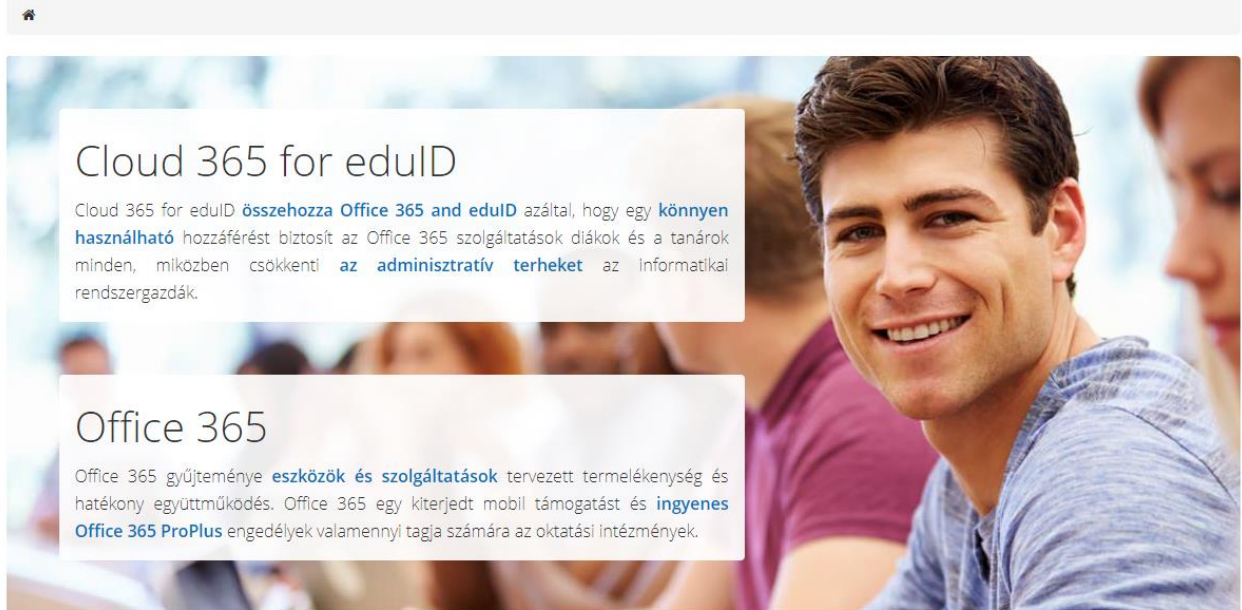 Cloud 365 for eduID
Cloud 365 for eduID összehozza Office 365 and eduID azáltal, hogy egy könnyen
használható hozzáférést biztosít az Office 365 szolgáltatások diákok és a tanárok
minden, miközben csökkenti az adminisztratív terheket az informatikai
rendszergazdák.
Office 365
Office 365 gyűjteménye eszközök és szolgáltatások tervezett termelékenység és
hatékony együttműködés. Office 365 egy kiterjedt mobil támogatást és ingyenes
Office 365 ProPlus engedélyek valamennyi tagja számára az oktatási intézmények.